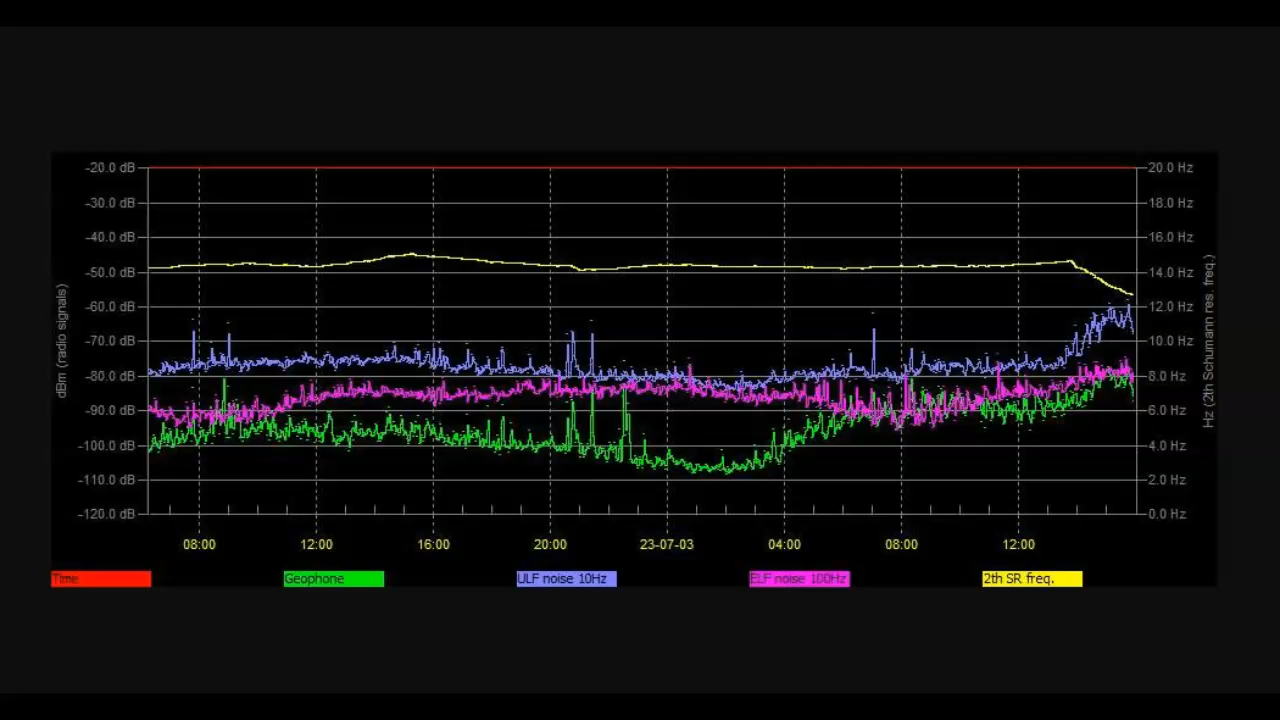 -20.0 dB
-30.0 dB
-40.0 dB
-50.0 dB
-60.0 dB
-70.0 dB
-80.0 dB
-90.0 dB
-100.0 dB
-110.0 dB
-120.0 dB
dBm (radio signals)
20.0 Hz
18.0 Hz
16.0 Hz
14.0 Hz
12.0 Hz
10.0 Hz
8.0 Hz
6.0 Hz
4.0 Hz
2.0 Hz
0.0 Hz
Hz (2th Schumann res. freq.)
08:00 12:00 16:00 20:00 23-07-03 04:00 08:00 12:00
Time Geophone ULF noise 10Hz ELF noise 100Hz 2th SR freq.